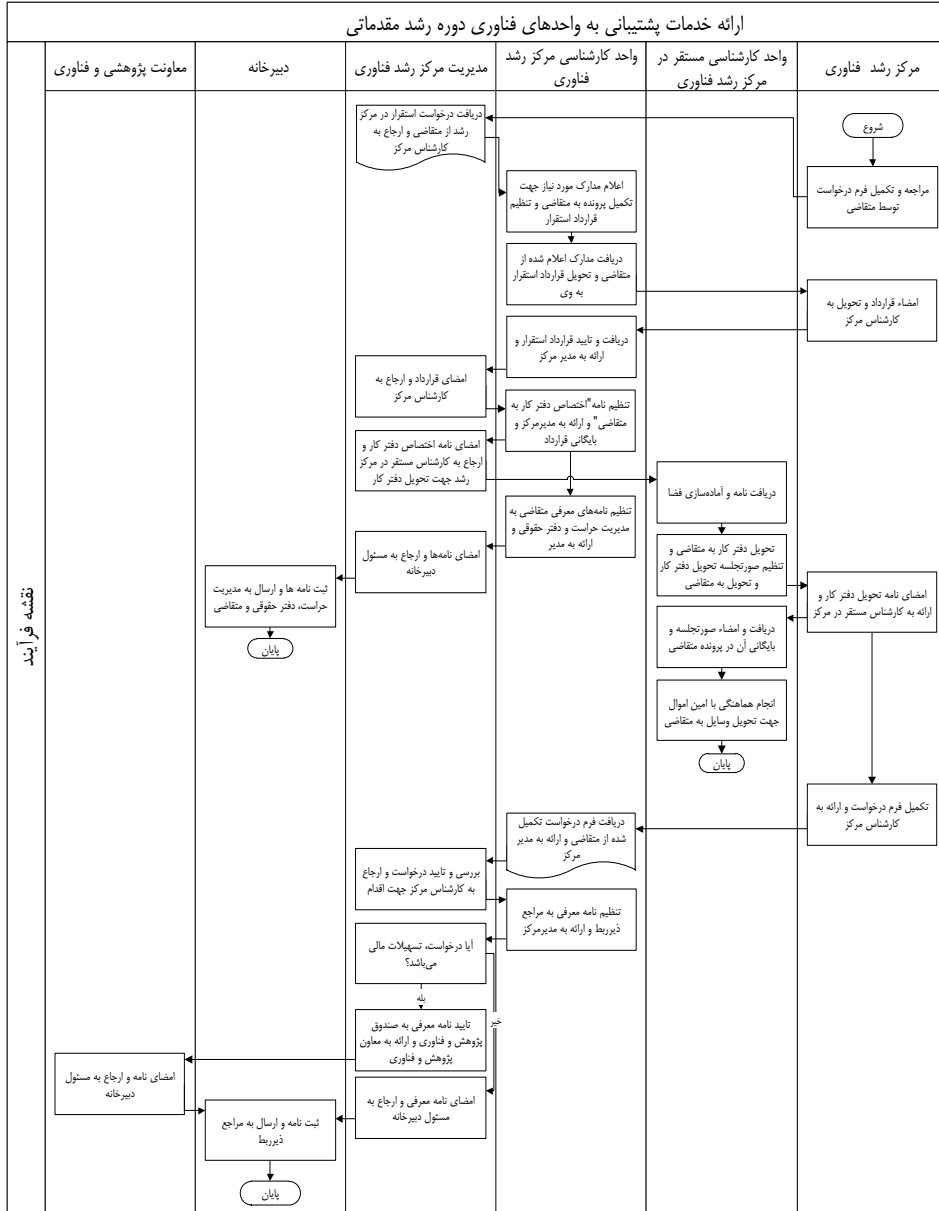 ارائه خدمات پشتیبانی به واحدهای فناوری دوره رشد مقدماتی
مرکز رشد فناوری
واحد کارشناسی مستقر در
مرکز رشد فناوری
واحد کارشناسی مرکز رشد
فناوری
مدیریت مرکز رشد فناوری
دبیرخانه
معاونت پژوهشی و فناوری
نقشه فرآیند
شروع
مراجعه و تکمیل فرم درخواست
توسط متقاضی
دریافت درخواست استقرار در مرکز
رشد از متقاضی و ارجاع به
کارشناس مرکز
اعلام مدارک مورد نیاز جهت
تکمیل پرونده به متقاضی و تنظیم
قرارداد استقرار
دریافت مدارک اعلام شده از
متقاضی و تحویل قرارداد استقرار
به وی
امضاء قرارداد و تحویل به
کارشناس مرکز
دریافت و تایید قرارداد استقرار و
ارائه به مدیر مرکز
امضای قرارداد و ارجاع به
کارشناس مرکز
تنظیم نامه"اختصاص دفتر کار به
متقاضی" و ارائه به مدیرمرکز و
بایگانی قرارداد
امضای نامه اختصاص دفتر کار و
ارجاع به کارشناس مستقر در مرکز
رشد جهت تحویل دفتر کار
دریافت نامه و آماده‌سازی فضا
تنظیم نامه‌های معرفی متقاضی به
مدیریت حراست و دفتر حقوقی و
ارائه به مدیر
امضای نامه‌ها و ارجاع به مسئول
دبیرخانه
ثبت نامه ها و ارسال به مدیریت
حراست، دفتر حقوقی و متقاضی
پایان
تحویل دفتر کار به متقاضی و
تنظیم صورتجلسه تحویل دفتر کار
و تحویل به متقاضی
امضای نامه تحویل دفتر کار و
ارائه به کارشناس مستقر در مرکز
دریافت و امضاء صورتجلسه و
بایگانی آن در پرونده متقاضی
انجام هماهنگی با امین اموال
جهت تحویل وسایل به متقاضی
پایان
تکمیل فرم درخواست و ارائه به
کارشناس مرکز
دریافت فرم درخواست تکمیل
شده از متقاضی و ارائه به مدیر
مرکز
بررسی و تایید درخواست و ارجاع
به کارشناس مرکز جهت اقدام
تنظیم نامه معرفی به مراجع
ذیربط و ارائه به مدیرمرکز
آیا درخواست، تسهیلات مالی
می‌باشد؟
بله
خیر
تایید نامه معرفی به صندوق
پژوهش و فناوری و ارائه به معاون
پژوهش و فناوری
امضای نامه و ارجاع به مسئول
دبیرخانه
امضای نامه معرفی و ارجاع به
مسئول دبیرخانه
ثبت نامه و ارسال به مراجع
ذیربط
پایان